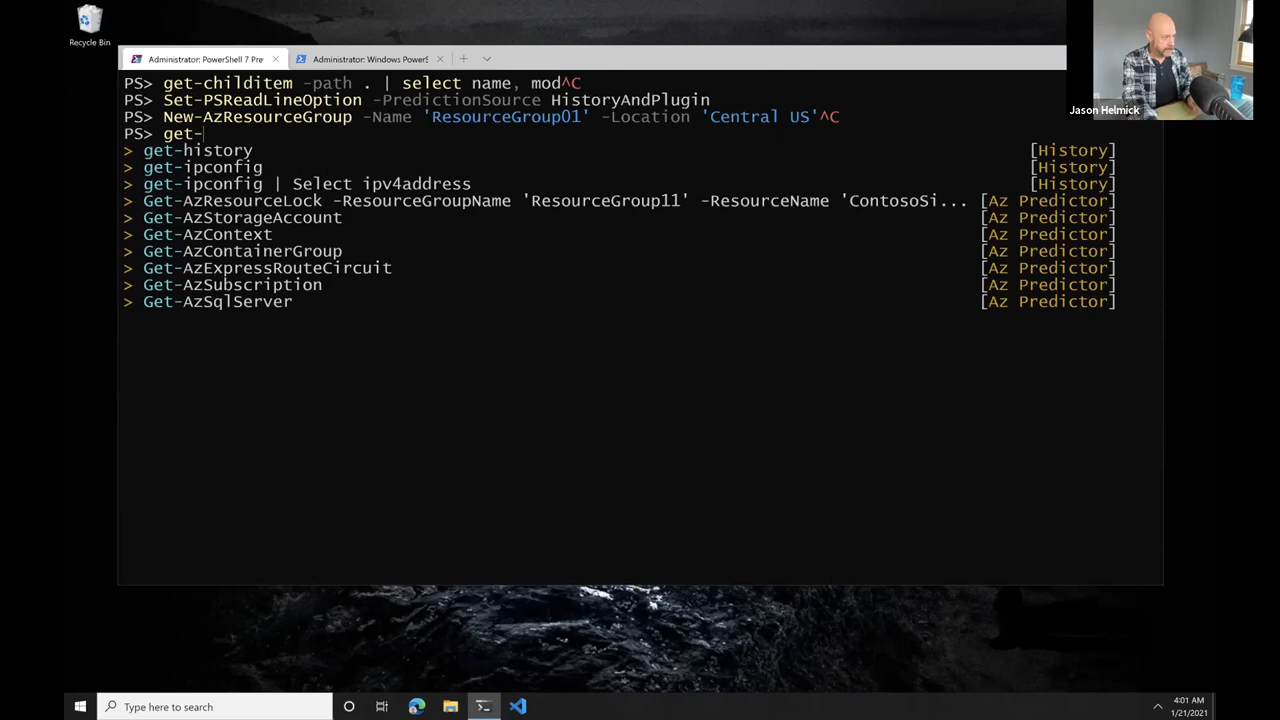 Recycle Bin
Administrator: PowerShell 7 Pre
Administrator: Windows PowerS
PS> get-childitem -path . | select name, mod^C
PS> Set-PSReadLineOption -PredictionSource HistoryAndPlugin
PS> New-AzResourceGroup -Name 'ResourceGroup01' -Location 'Central US'^C
PS> get-
> get-history [History]
> get-ipconfig [History]
> get-ipconfig | Select ipv4address [History]
> Get-AzResourceLock -ResourceGroupName 'ResourceGroup11' -ResourceName 'ContosoSi... [Az Predictor]
> Get-AzStorageAccount [Az Predictor]
> Get-AzContext [Az Predictor]
> Get-AzContainerGroup [Az Predictor]
> Get-AzExpressRouteCircuit [Az Predictor]
> Get-AzSubscription [Az Predictor]
> Get-AzSqlServer [Az Predictor]
Jason Helmick
Type here to search
4:01 AM
1/21/2021